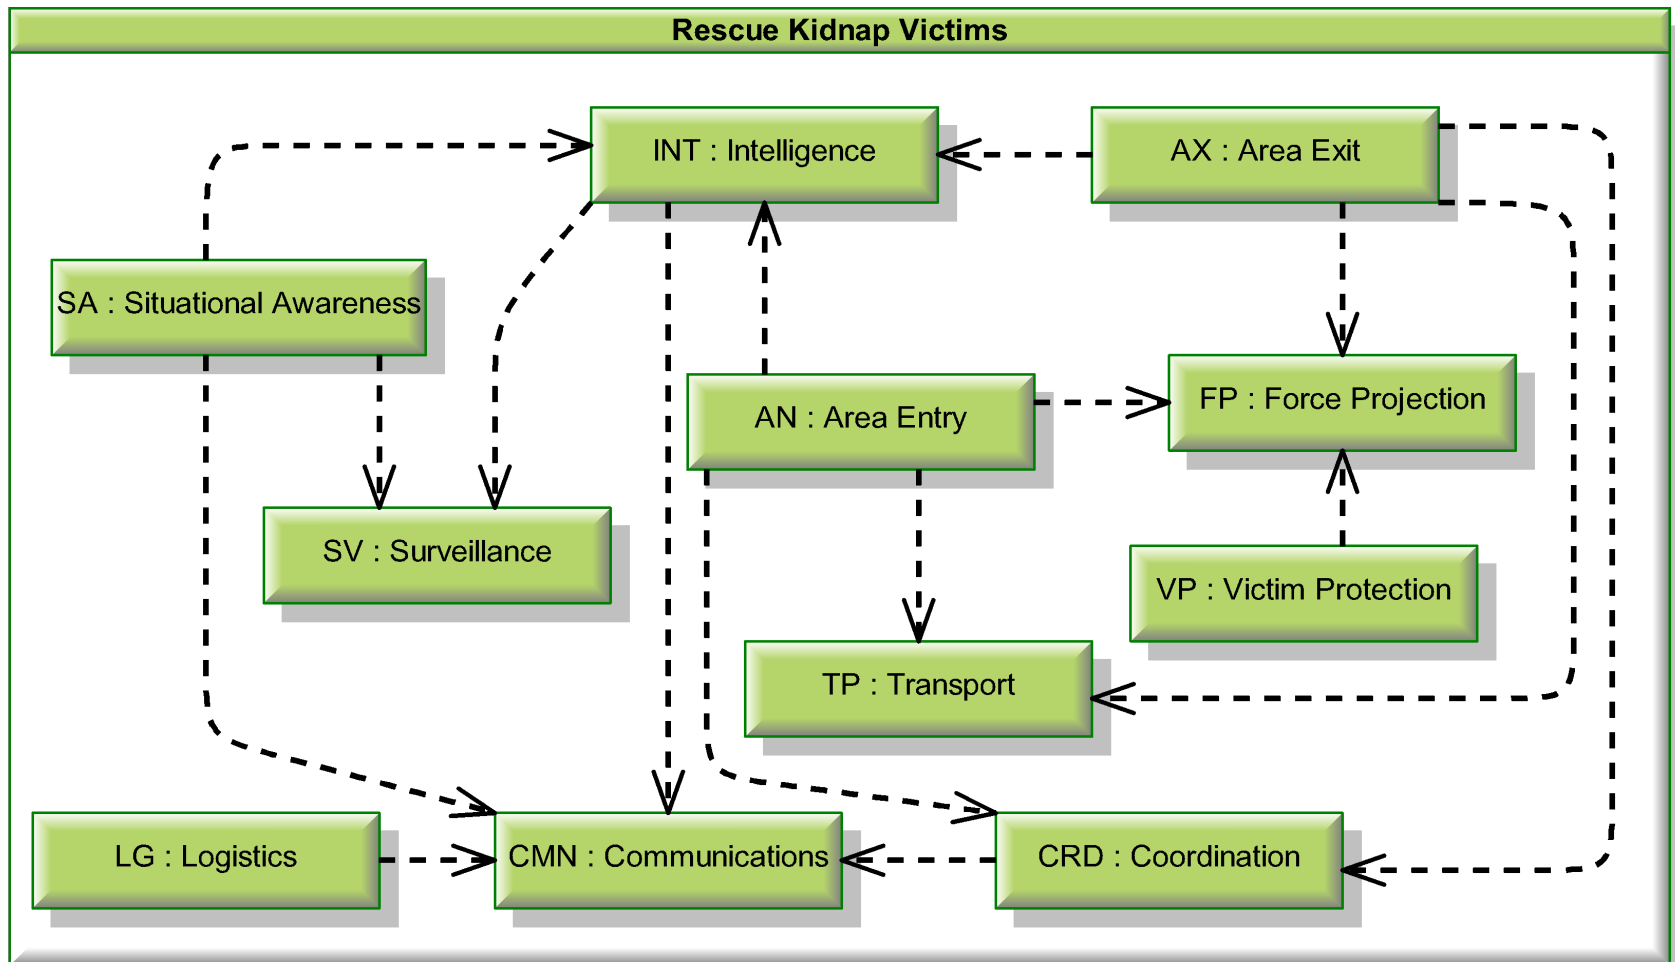 Rescue Kidnap Victims
INT : Intelligence
AX : Area Exit
SA : Situational Awareness
FP : Force Projection
AN : Area Entry
SV : Surveillance
VP : Victim Protection
TP : Transport
LG : Logistics
CMN : Communications
CRD : Coordination